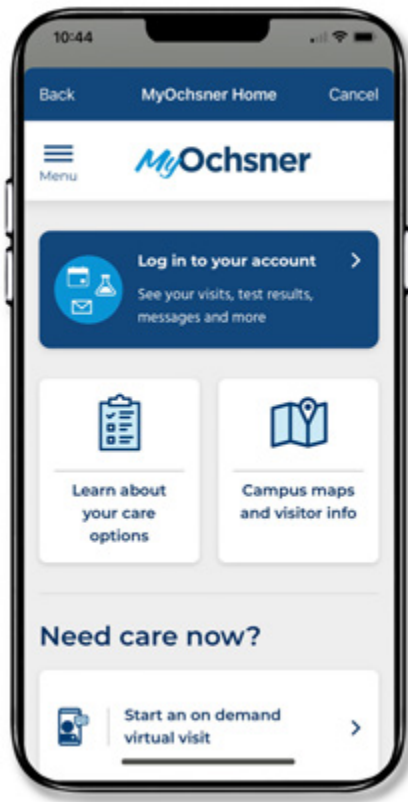 10:44
Back MyOchsner Home Cancel
Menu
MyOchsner
Log in to your account
See your visits, test results,
messages and more
Learn about
your care
options
Campus maps
and visitor info
Need care now?
Start an on demand
virtual visit